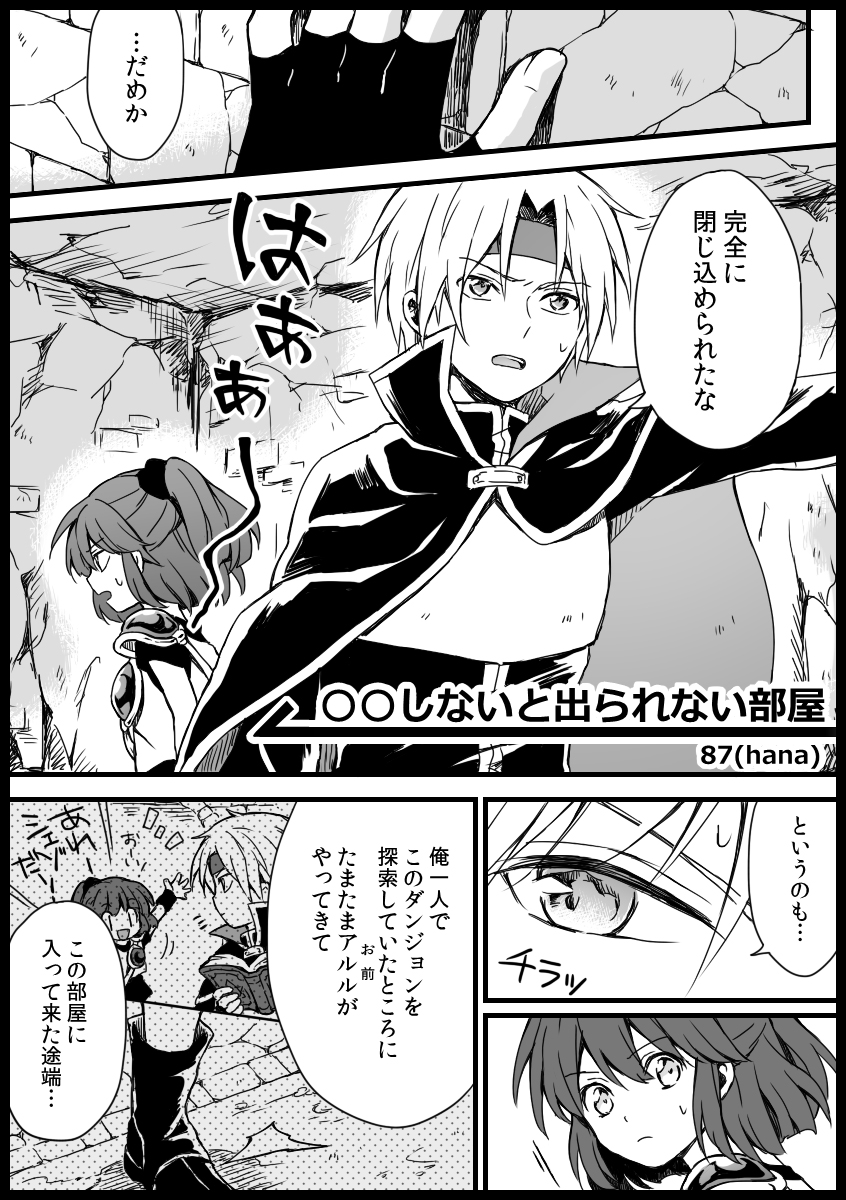 …だめか
完全に
閉じ込められたな
はぁぁー
〇〇しないと出られない部屋
87(hana)
というのも…
チラッ
俺一人で
このダンジョンを
探索していたところに
お前
たまたまアルルが
やってきて
おーい
あれー
シェゾ
だー
この部屋に
入って来た途端…